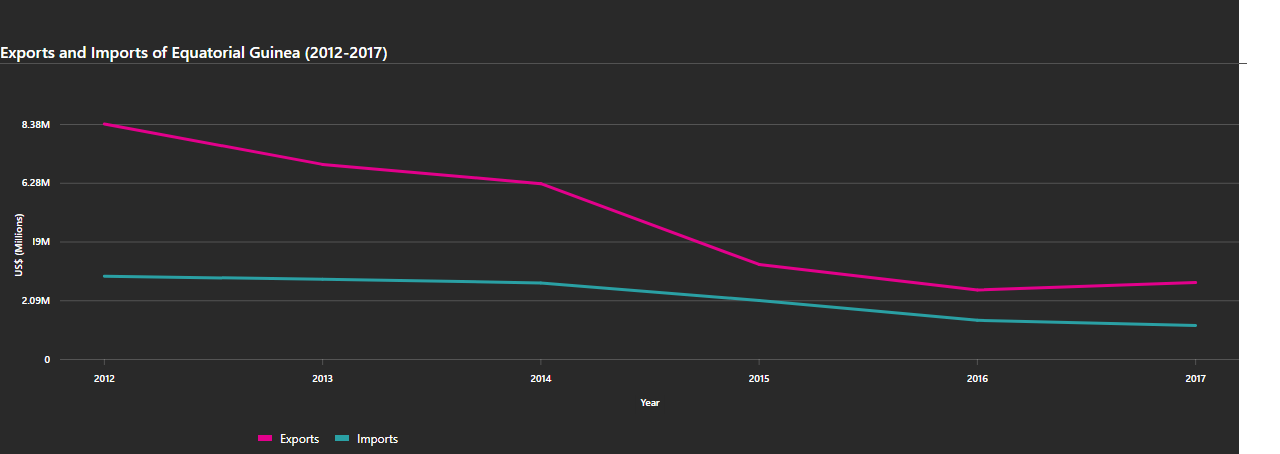 Exports and Imports of Equatorial Guinea (2012-2017)
8.38M
6.28M
19M
2.09M
0
US$ (Millions)
2012 2013 2014 2015 2016 2017
Year
Exports Imports